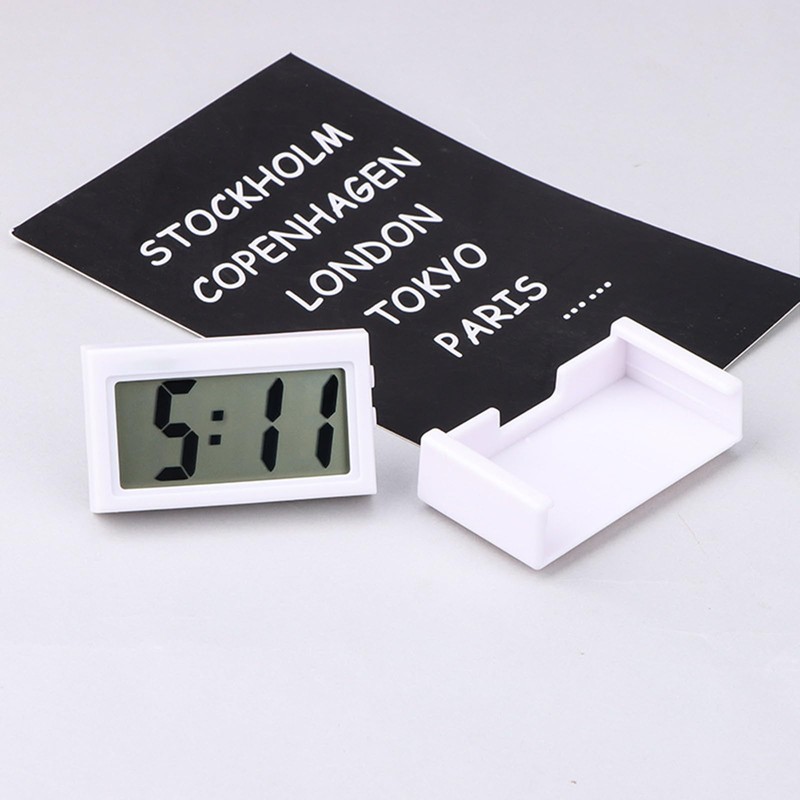 STOCKHOLM
COPENHAGEN
LONDON
TOKYO
PARIS ......
5:11